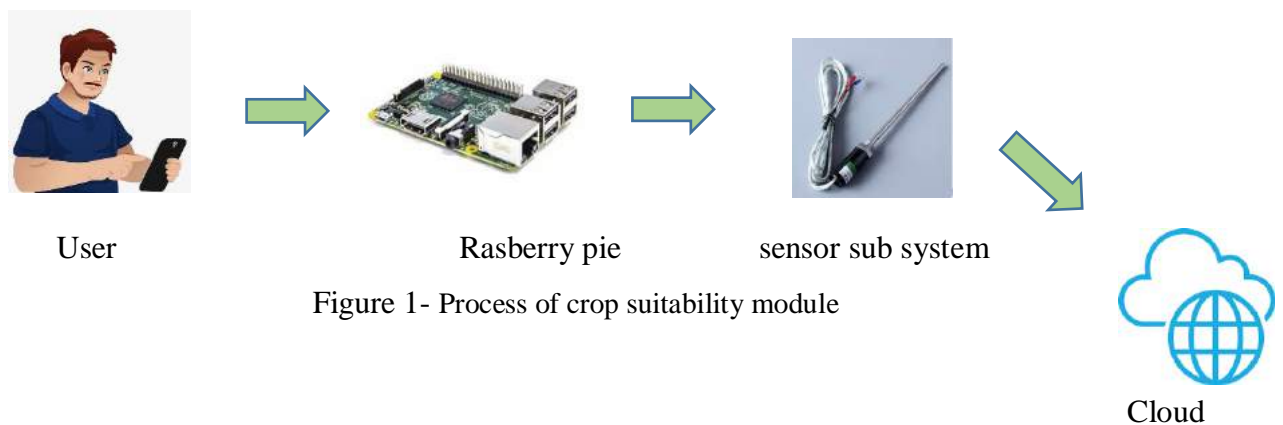 User
Rasberry pie
sensor sub system
Figure 1- Process of crop suitability module
Cloud